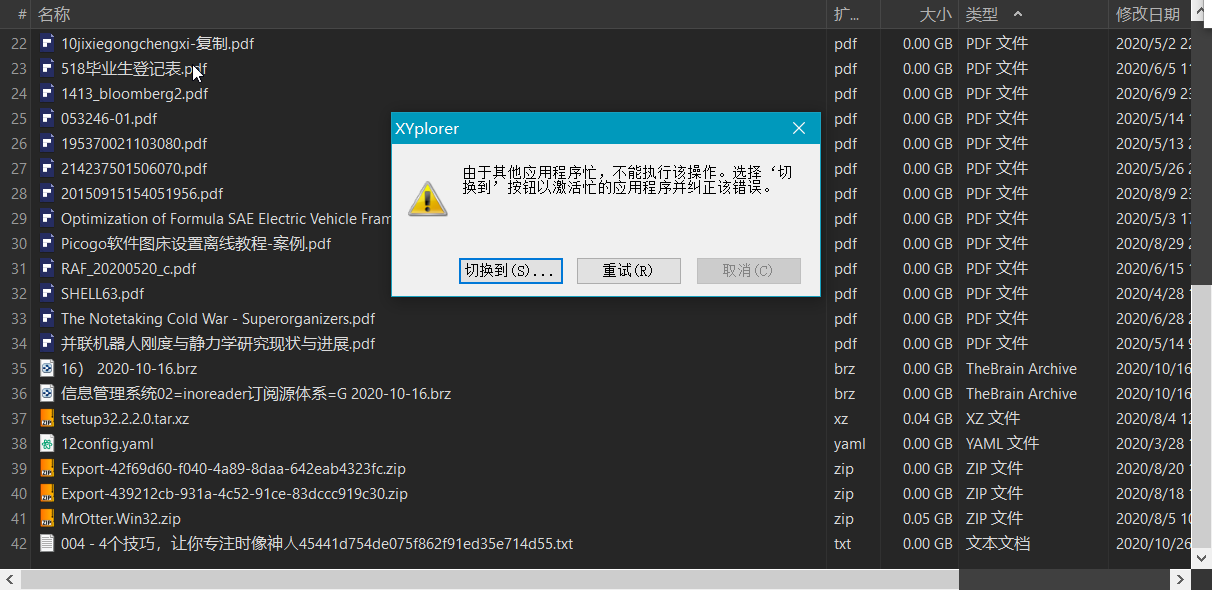 # 名称 扩... 大小 类型 修改日期
22 10jixiegongchengxi-复制.pdf pdf 0.00 GB PDF 文件 2020/5/2 22
23 518毕业生登记表.pdf pdf 0.00 GB PDF 文件 2020/6/5 11
24 1413_bloomberg2.pdf pdf 0.00 GB PDF 文件 2020/6/9 23
25 053246-01.pdf pdf 0.00 GB PDF 文件 2020/5/14 1
26 195370021103080.pdf pdf 0.00 GB PDF 文件 2020/5/13 2
27 214237501506070.pdf pdf 0.00 GB PDF 文件 2020/5/26 2
28 20150915154051956.pdf pdf 0.00 GB PDF 文件 2020/8/9 23
29 Optimization of Formula SAE Electric Vehicle Fram pdf 0.00 GB PDF 文件 2020/5/3 17
30 Picogo软件图床设置离线教程-案例.pdf pdf 0.00 GB PDF 文件 2020/8/29 2
31 RAF_20200520_c.pdf pdf 0.00 GB PDF 文件 2020/6/15 1
32 SHELL63.pdf pdf 0.00 GB PDF 文件 2020/4/28 1
33 The Notetaking Cold War - Superorganizers.pdf pdf 0.00 GB PDF 文件 2020/6/28 2
34 并联机器人刚度与静力学研究现状与进展.pdf pdf 0.00 GB PDF 文件 2020/5/14 9
35 16） 2020-10-16.brz brz 0.00 GB TheBrain Archive 2020/10/16
36 信息管理系统02=inoreader订阅源体系=G 2020-10-16.brz brz 0.00 GB TheBrain Archive 2020/10/16
37 tsetup32.2.2.0.tar.xz xz 0.04 GB XZ 文件 2020/8/4 12
38 12config.yaml yaml 0.00 GB YAML 文件 2020/3/28 1
39 Export-42f69d60-f040-4a89-8daa-642eab4323fc.zip zip 0.00 GB ZIP 文件 2020/8/20 1
40 Export-439212cb-931a-4c52-91ce-83dccc919c30.zip zip 0.00 GB ZIP 文件 2020/8/18 1
41 MrOtter.Win32.zip zip 0.05 GB ZIP 文件 2020/8/5 10
42 004 - 4个技巧，让你专注时像神人45441d754de075f862f91ed35e714d55.txt txt 0.00 GB 文本文档 2020/10/26
XYplorer
由于其他应用程序忙，不能执行该操作。选择‘切
换到’按钮以激活忙的应用程序并纠正该错误。
切换到(S)... 重试(R) 取消(C)